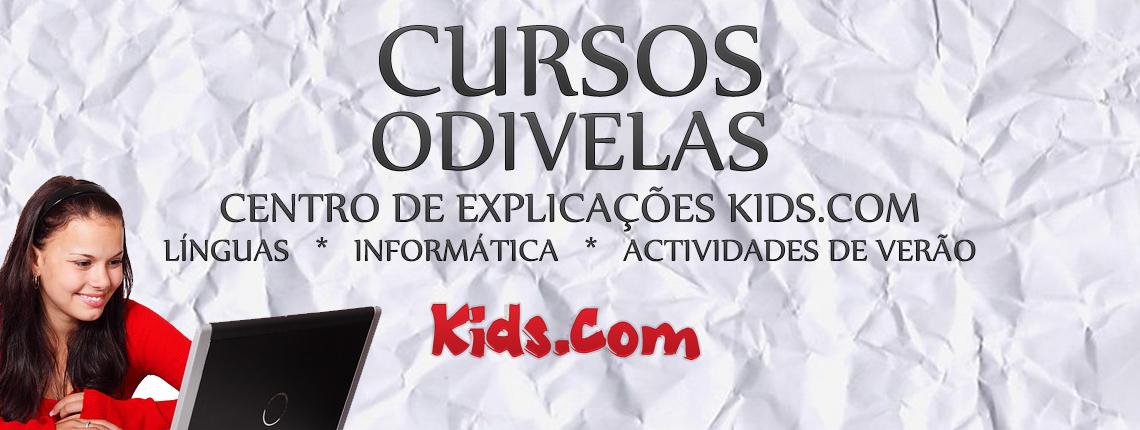 CURSOS
ODIVELAS
CENTRO DE EXPLICAÇÕES KIDS.COM
LÍNGUAS * INFORMÁTICA * ACTIVIDADES DE VERÃO
Kids.Com